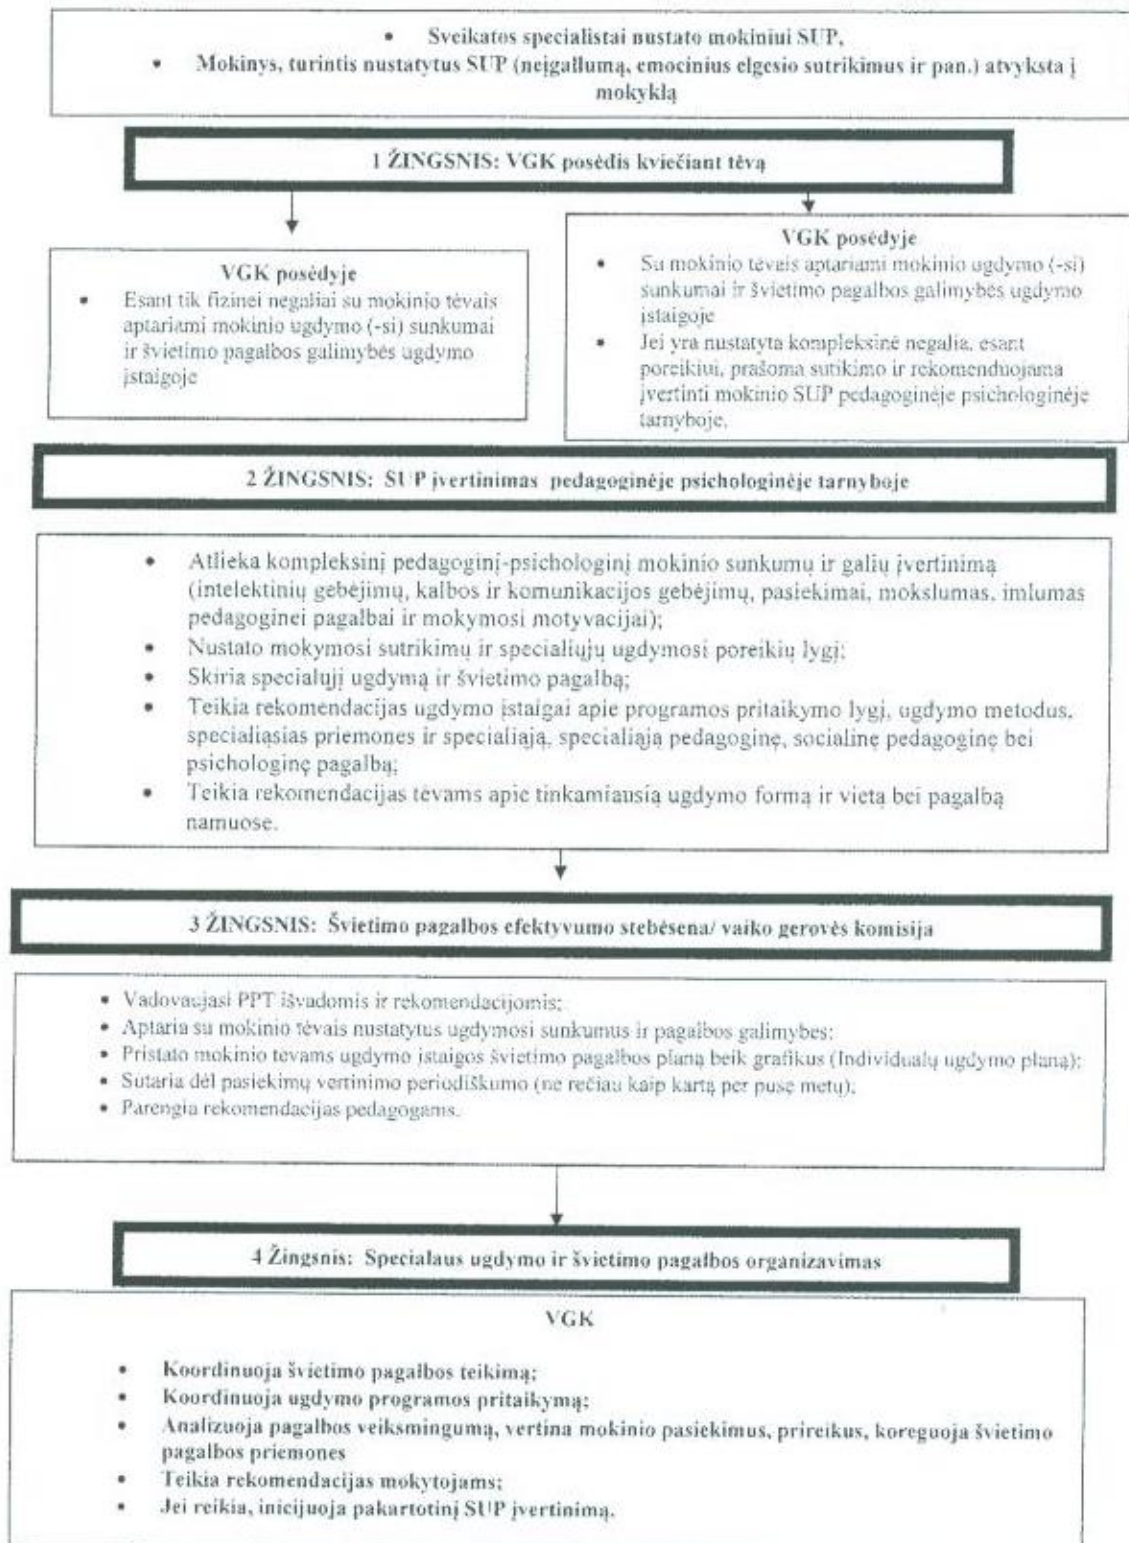 • Sveikatos specialistai nustato mokiniui SUP.
• Mokinys, turintis nustatytus SUP (neįgalumą, emocinius elgesio sutrikimus ir pan.) atvyksta į
mokyklą
1 ŽINGSNIS: VGK posėdis kviečiant tėvą
VGK posėdyje
• Esant tik fizinei negaliai su mokinio tėvais
aptariami mokinio ugdymo (-si) sunkumai
ir švietimo pagalbos galimybės ugdymo
įstaigoje
VGK posėdyje
• Su mokinio tėvais aptariami mokinio ugdymo (-si)
sunkumai ir švietimo pagalbos galimybės ugdymo
įstaigoje
• Jei yra nustatyta kompleksinė negalia, esant
poreikiui, prašoma sutikimo ir rekomenduojama
įvertinti mokinio SUP pedagoginėje psichologinėje
tarnyboje.
2 ŽINGSNIS: SUP įvertinimas pedagoginėje psichologinėje tarnyboje
• Atlieka kompleksinį pedagoginį-psichologinį mokinio sunkumų ir galių įvertinimą
(intelektinių gebėjimų, kalbos ir komunikacijos gebėjimų, pasiekimai, mokslumas, imlumas
pedagoginei pagalbai ir mokymosi motyvacijai);
• Nustato mokymosi sutrikimų ir specialiųjų ugdymosi poreikių lygį;
• Skiria specialųjį ugdymą ir švietimo pagalbą;
• Teikia rekomendacijas ugdymo įstaigai apie programos pritaikymo lygį, ugdymo metodus,
specialiąsias priemones ir specialiąją, specialiąją pedagoginę, socialinę pedagoginę bei
psichologinę pagalbą;
• Teikia rekomendacijas tėvams apie tinkamiausią ugdymo formą ir vietą bei pagalbą
namuose.
3 ŽINGSNIS: Švietimo pagalbos efektyvumo stebėsena/ vaiko gerovės komisija
• Vadovaujasi PPT išvadomis ir rekomendacijomis;
• Aptaria su mokinio tėvais nustatytus ugdymosi sunkumus ir pagalbos galimybes;
• Pristato mokinio tėvams ugdymo įstaigos švietimo pagalbos planą beik grafikus (Individualų ugdymo planą);
• Sutaria dėl pasiekimų vertinimo periodiškumo (ne rečiau kaip kartą per pusę metų).
• Parengia rekomendacijas pedagogams.
4 Žingsnis: Specialaus ugdymo ir švietimo pagalbos organizavimas
VGK
• Koordinuoja švietimo pagalbos teikimą;
• Koordinuoja ugdymo programos pritaikymą;
• Analizuoja pagalbos veiksmingumą, vertina mokinio pasiekimus, prireikus, koreguoja švietimo
pagalbos priemones
• Teikia rekomendacijas mokytojams;
• Jei reikia, inicijuoja pakartotinį SUP įvertinimą.